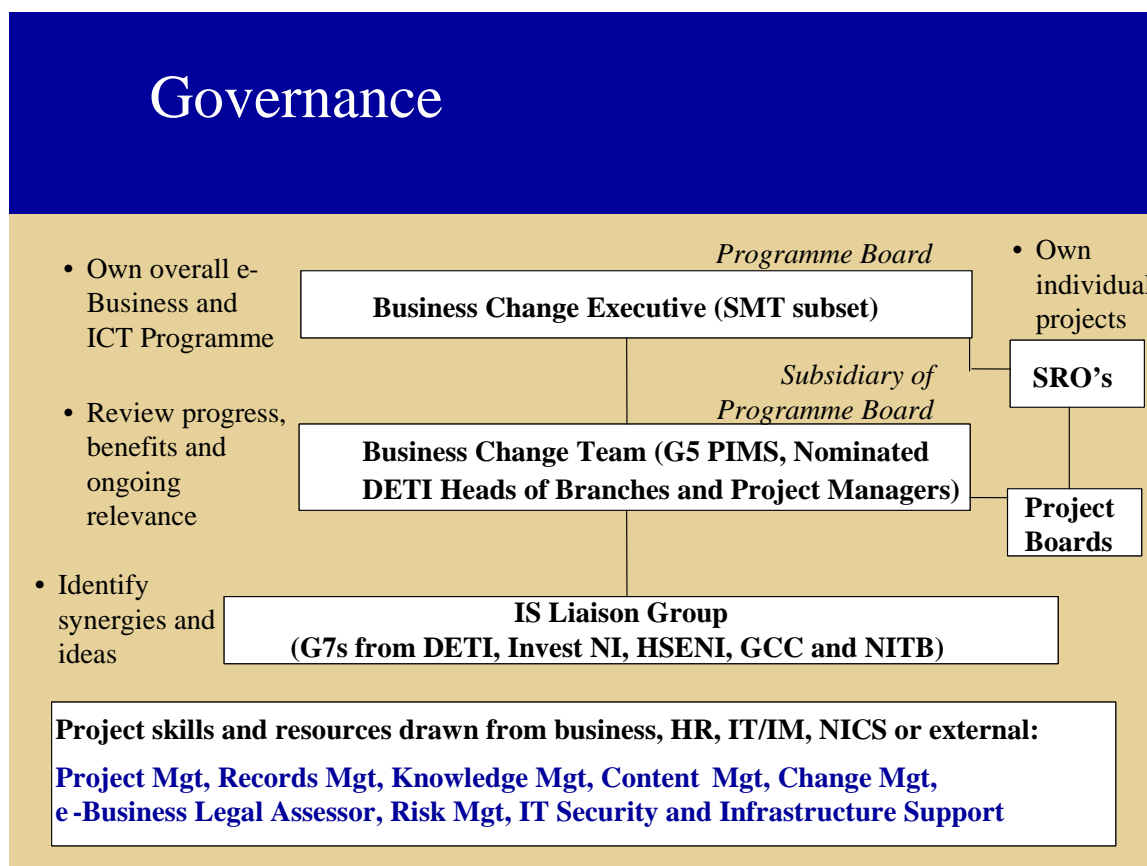 Governance
• Own overall e-
Business and
ICT Programme
Programme Board
Business Change Executive (SMT subset)
• Own
individual
projects
SRO’s
• Review progress,
benefits and
ongoing
relevance
Subsidiary of
Programme Board
Business Change Team (G5 PIMS, Nominated
DETI Heads of Branches and Project Managers)
Project
Boards
• Identify
synergies and
ideas
IS Liaison Group
(G7s from DETI, Invest NI, HSENI, GCC and NITB)
Project skills and resources drawn from business, HR, IT/IM, NICS or external:
Project Mgt, Records Mgt, Knowledge Mgt, Content Mgt, Change Mgt,
e-Business Legal Assessor, Risk Mgt, IT Security and Infrastructure Support